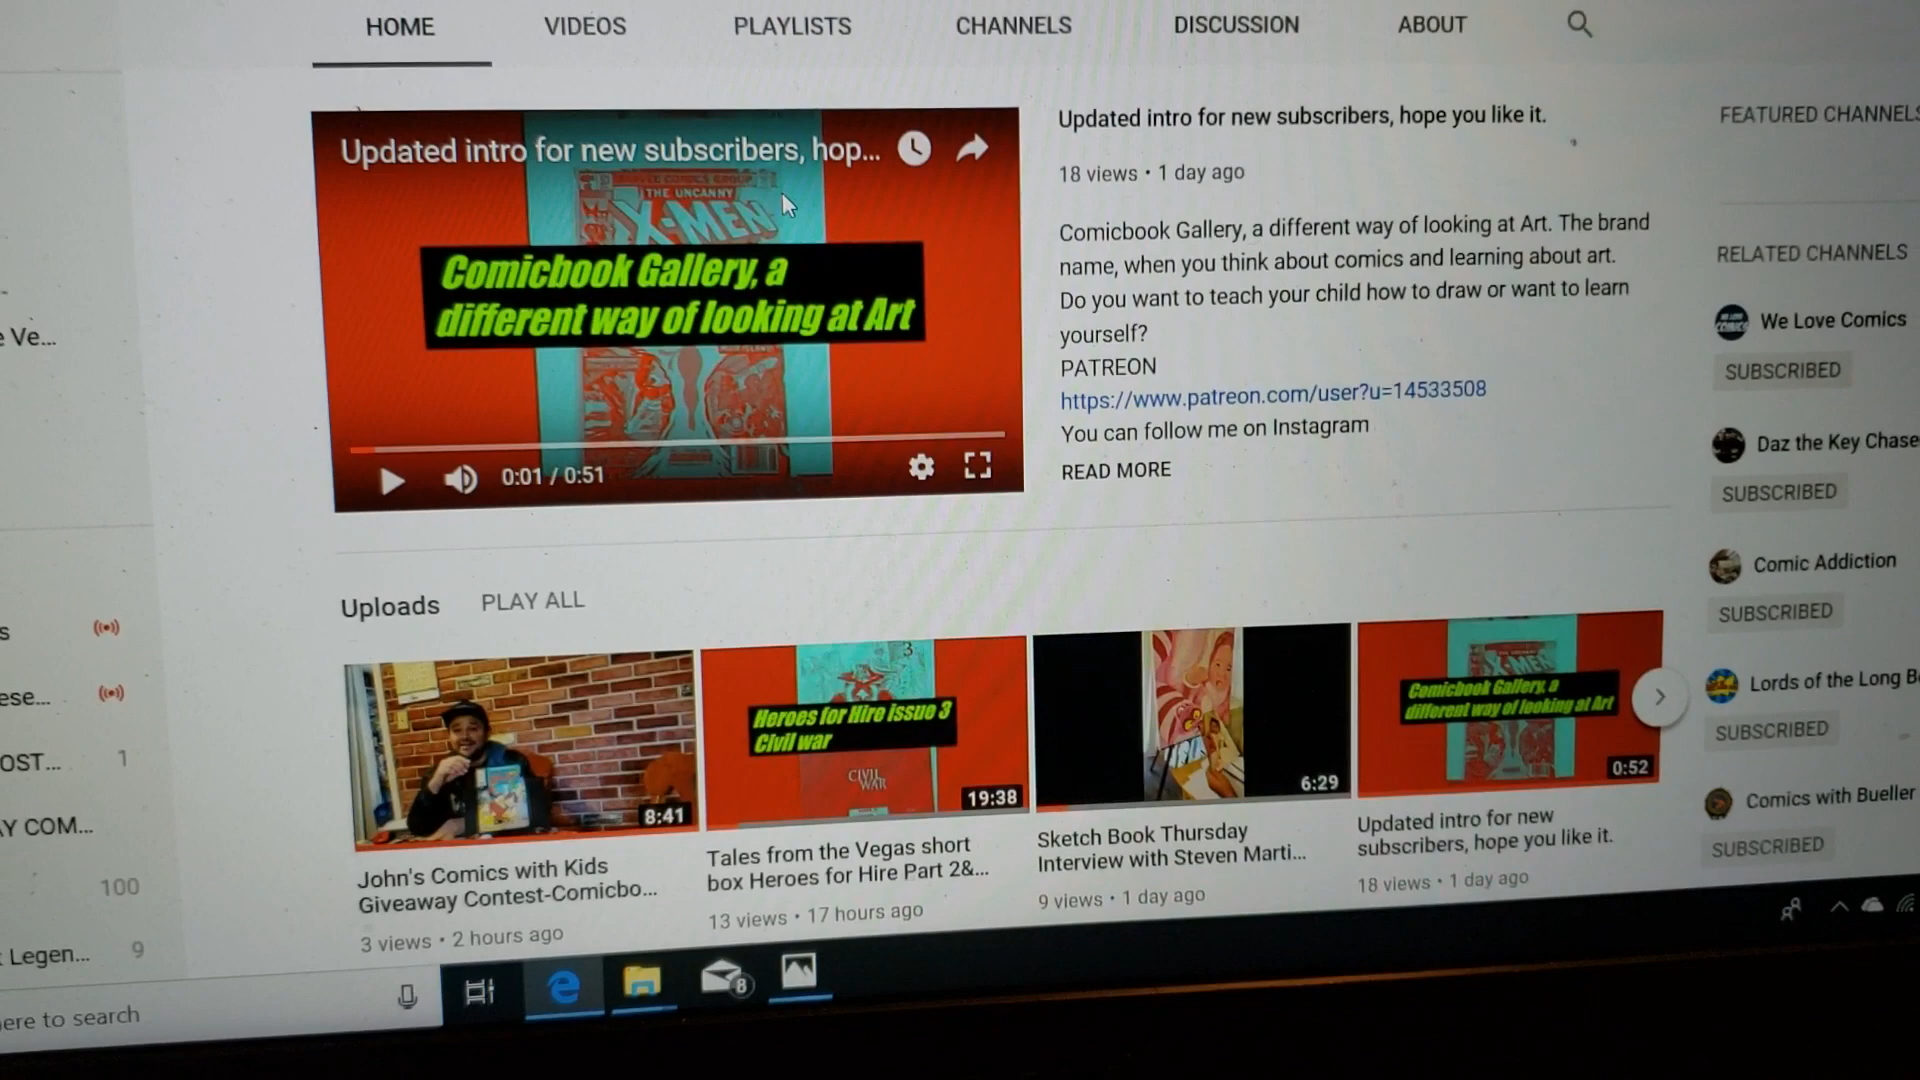 HOME VIDEOS PLAYLISTS CHANNELS DISCUSSION ABOUT
Updated intro for new subscribers, hop...
THE UNCANNY
X-MEN
Comicbook Gallery, a
different way of looking at Art
0:01 / 0:51
Updated intro for new subscribers, hope you like it.
18 views • 1 day ago
Comicbook Gallery, a different way of looking at Art. The brand
name, when you think about comics and learning about art.
Do you want to teach your child how to draw or want to learn
yourself?
PATREON
https://www.patreon.com/user?u=14533508
You can follow me on Instagram
READ MORE
FEATURED CHANNELS
RELATED CHANNELS
We Love Comics
SUBSCRIBED
Daz the Key Chase
SUBSCRIBED
Comic Addiction
SUBSCRIBED
Lords of the Long B
SUBSCRIBED
Comics with Bueller
SUBSCRIBED
e Ve...
s
ese...
OST... 1
AY COM...
100
Legen... 9
Uploads PLAY ALL
8:41
John's Comics with Kids
Giveaway Contest-Comicbo...
3 views • 2 hours ago
3
Heroes for Hire issue 3
Civil war
CIVIL
WAR
19:38
Tales from the Vegas short
box Heroes for Hire Part 2&...
13 views • 17 hours ago
6:29
Sketch Book Thursday
Interview with Steven Marti...
9 views • 1 day ago
X-MEN
Comicbook Gallery, a
different way of looking at Art
0:52
Updated intro for new
subscribers, hope you like it.
18 views • 1 day ago
ere to search
8